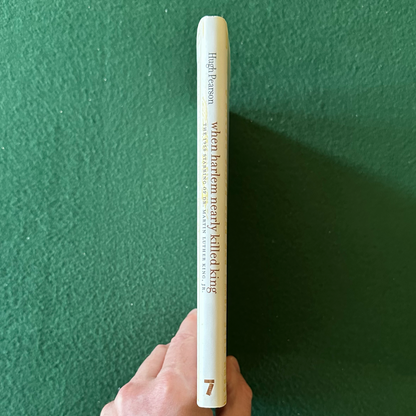 Hugh Pearson
when harlem nearly killed king
THE 1958 STABBING OF DR. MARTIN LUTHER KING, JR.
7